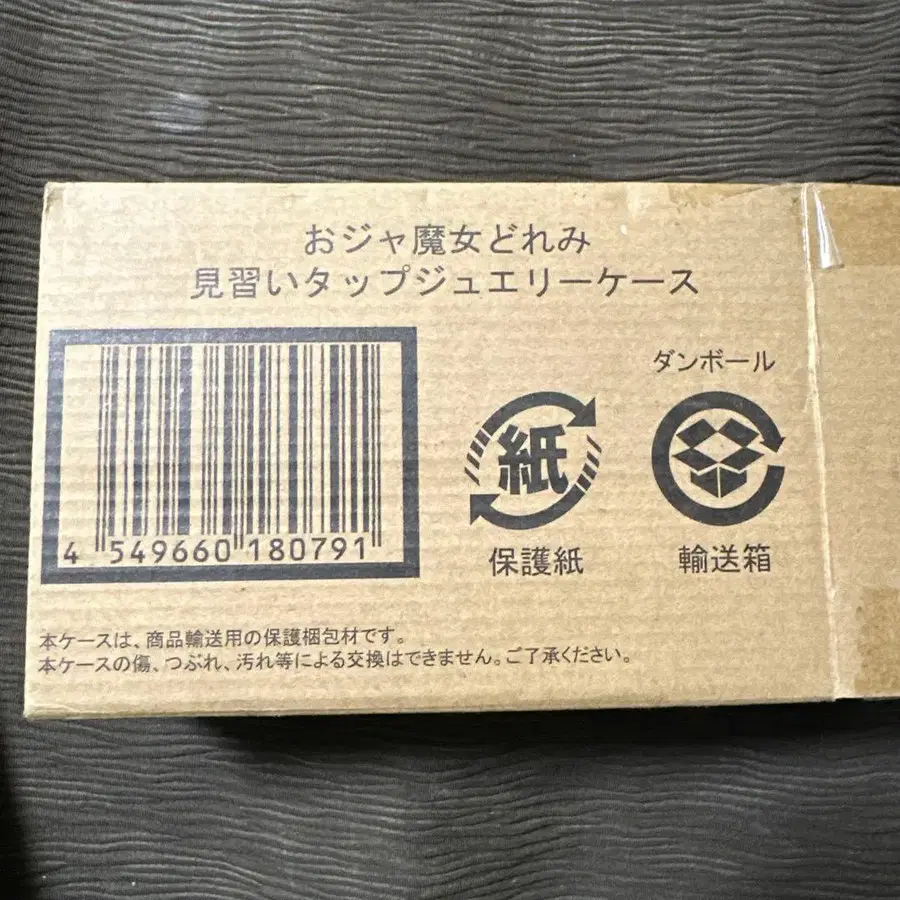 おジャ魔女どれみ
見習いタップジュエリーケース
4 549660 180791
紙
保護紙
ダンボール
輸送箱
本ケースは、商品輸送用の保護梱包材です。
本ケースの傷、つぶれ、汚れ等による交換はできません。ご了承ください。